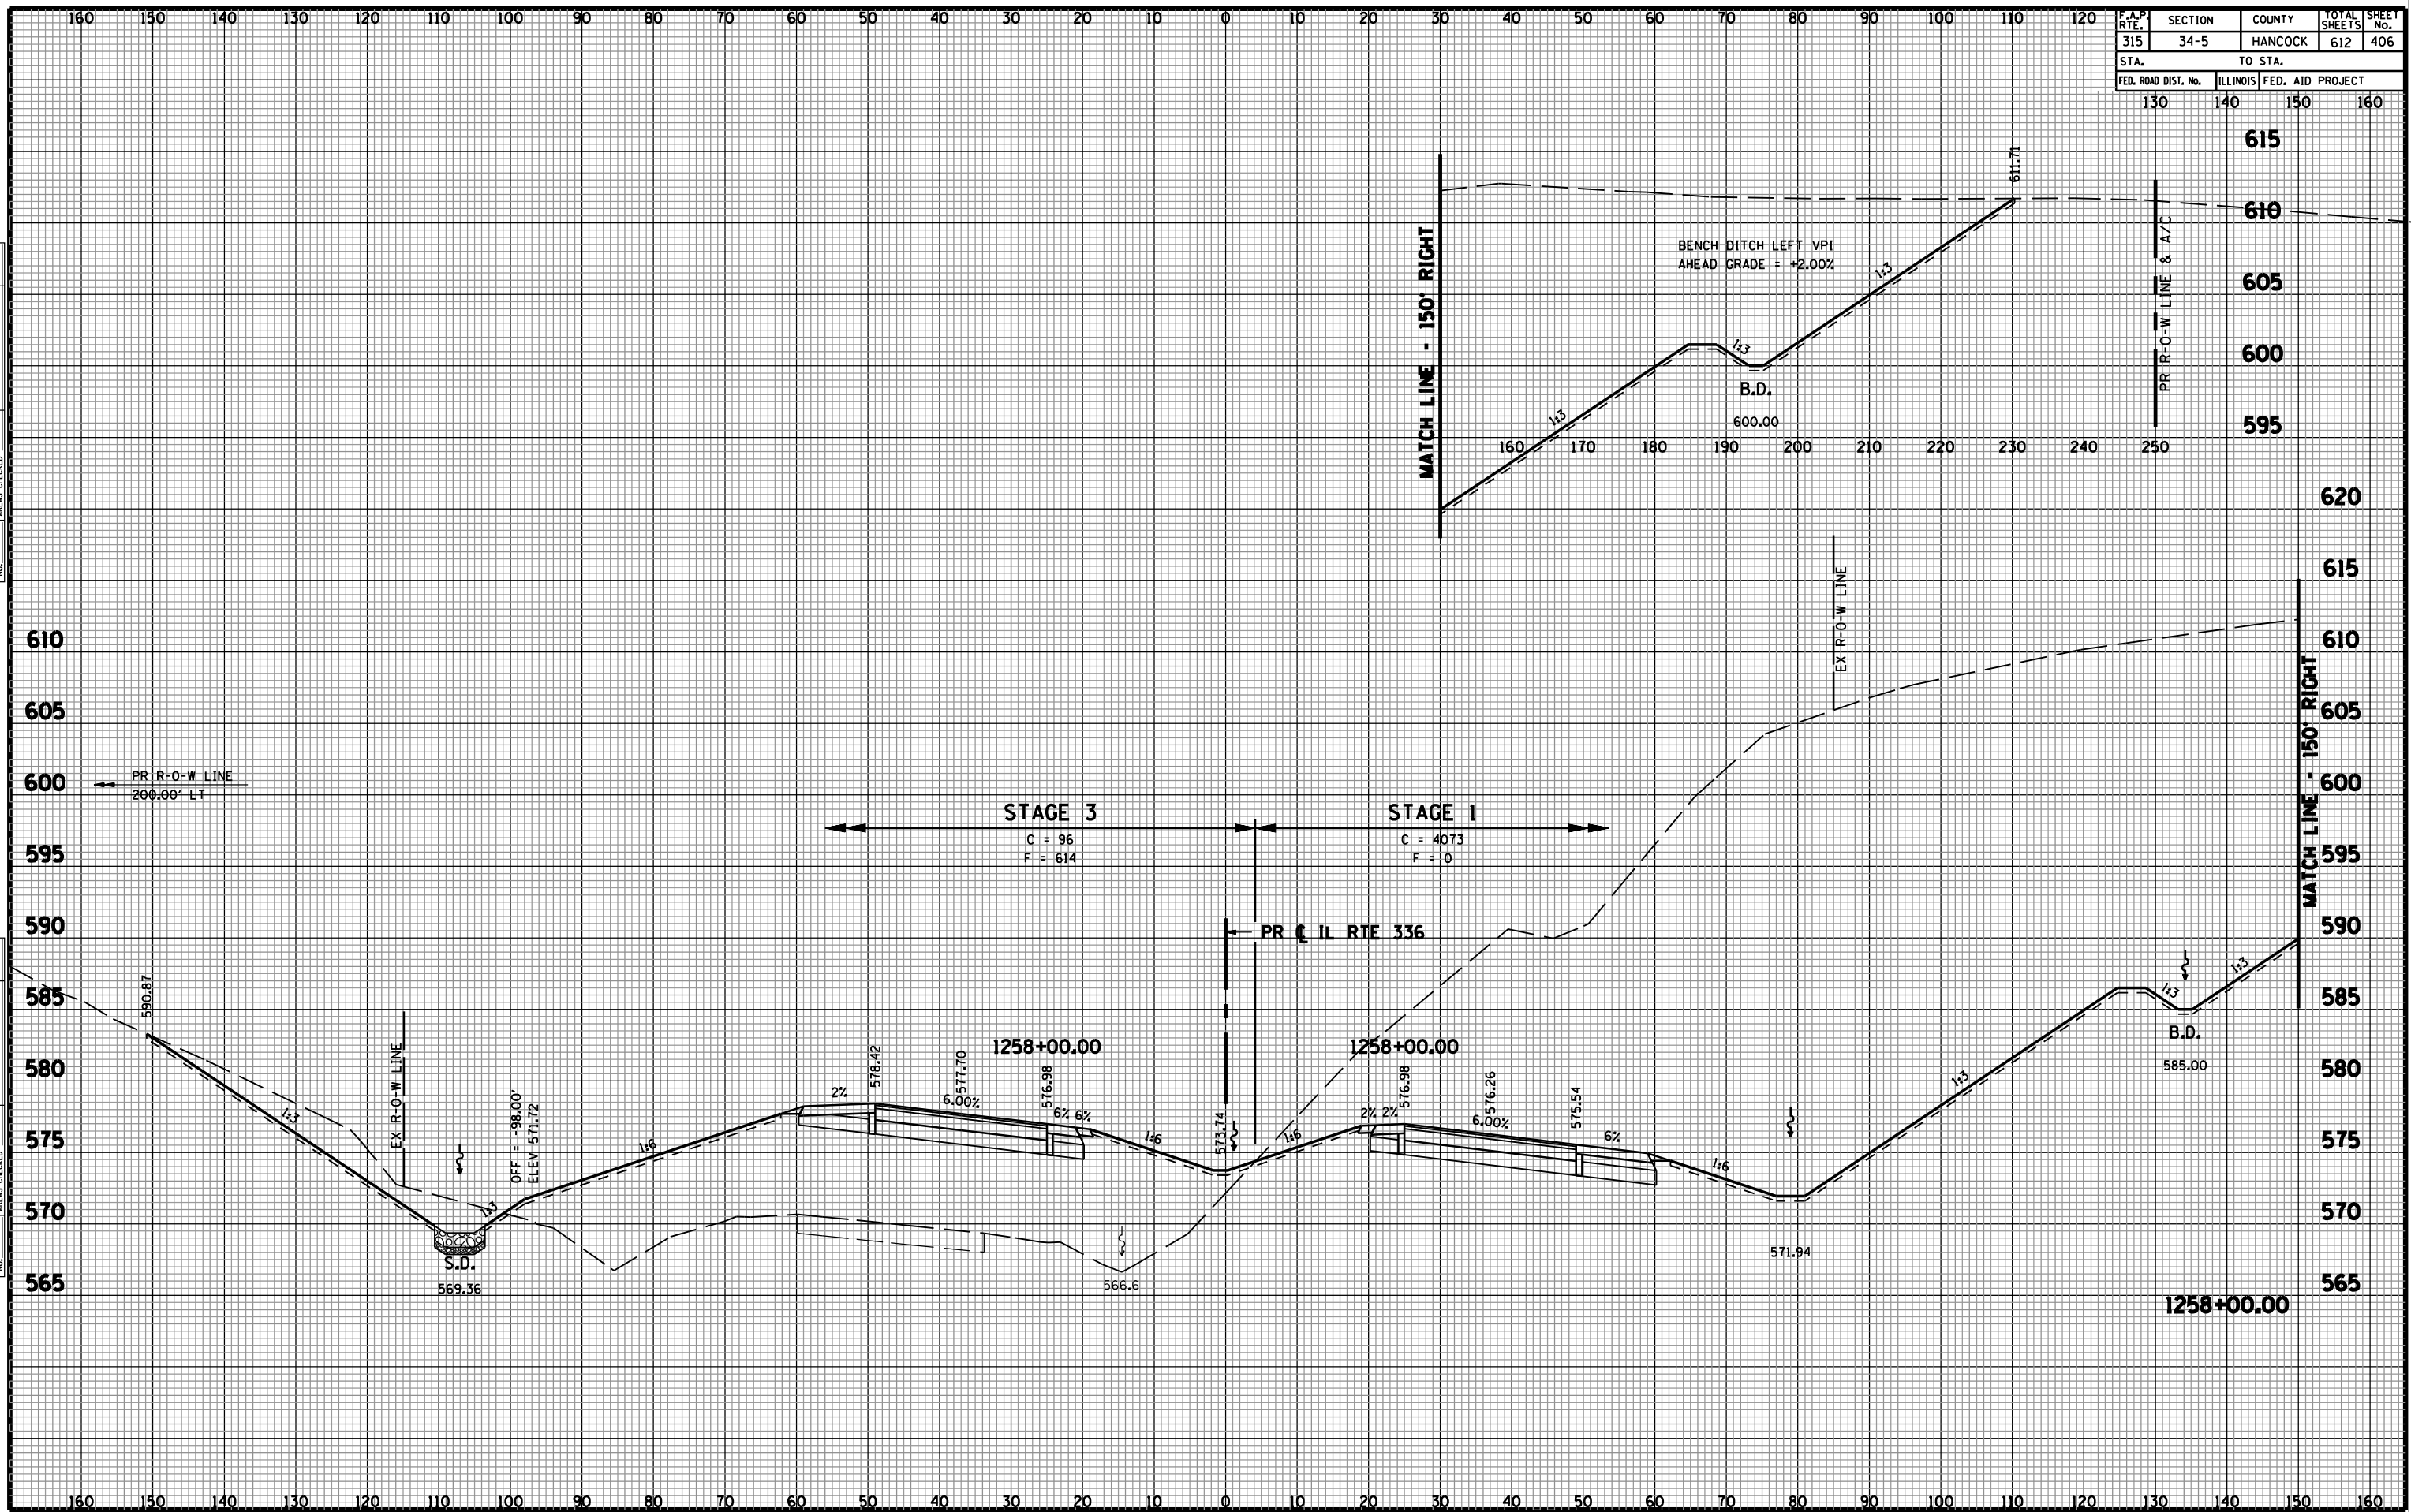 160 150 140 130 120 110 100 90 80 70 60 50 40 30 20 10 0 10 20 30 40 50 60 70 80 90 100 110 120
F.A.P. RTE. SECTION COUNTY TOTAL SHEETS SHEET No.
315 34-5 HANCOCK 612 406
STA. TO STA.
FED. ROAD DIST. No. ILLINOIS FED. AID PROJECT
130 140 150 160
615
611.71
610
MATCH LINE - 150' RIGHT
BENCH DITCH LEFT VPI
AHEAD GRADE = +2.00%
PR R-O-W LINE & A/C
1:3
605
1:3
600
B.D.
1:3
600.00
595
160 170 180 190 200 210 220 230 240 250
620
615
EX R-O-W LINE
610 610
605 605
MATCH LINE - 150' RIGHT
PR R-O-W LINE
200.00' LT
600 600
STAGE 3 STAGE 1
C = 96 C = 4073
F = 614 F = 0
595 595
590 590
PR ℄ IL RTE 336
590.87
585 585
1:3 1:3
B.D.
585.00
1258+00.00 1258+00.00
580 580
EX R-O-W LINE
578.42
577.70
576.98
576.98
576.26
575.54
2% 6.00% 6% 6% 2% 2% 6.00% 6%
1:3
1:3
OFF = -98.00'
ELEV 571.72
573.74
575 575
1:6 1:6 1:6 1:6
570 570
1:3
S.D.
569.36
566.6
571.94
565 565
1258+00.00
160 150 140 130 120 110 100 90 80 70 60 50 40 30 20 10 0 10 20 30 40 50 60 70 80 90 100 110 120 130 140 150 160